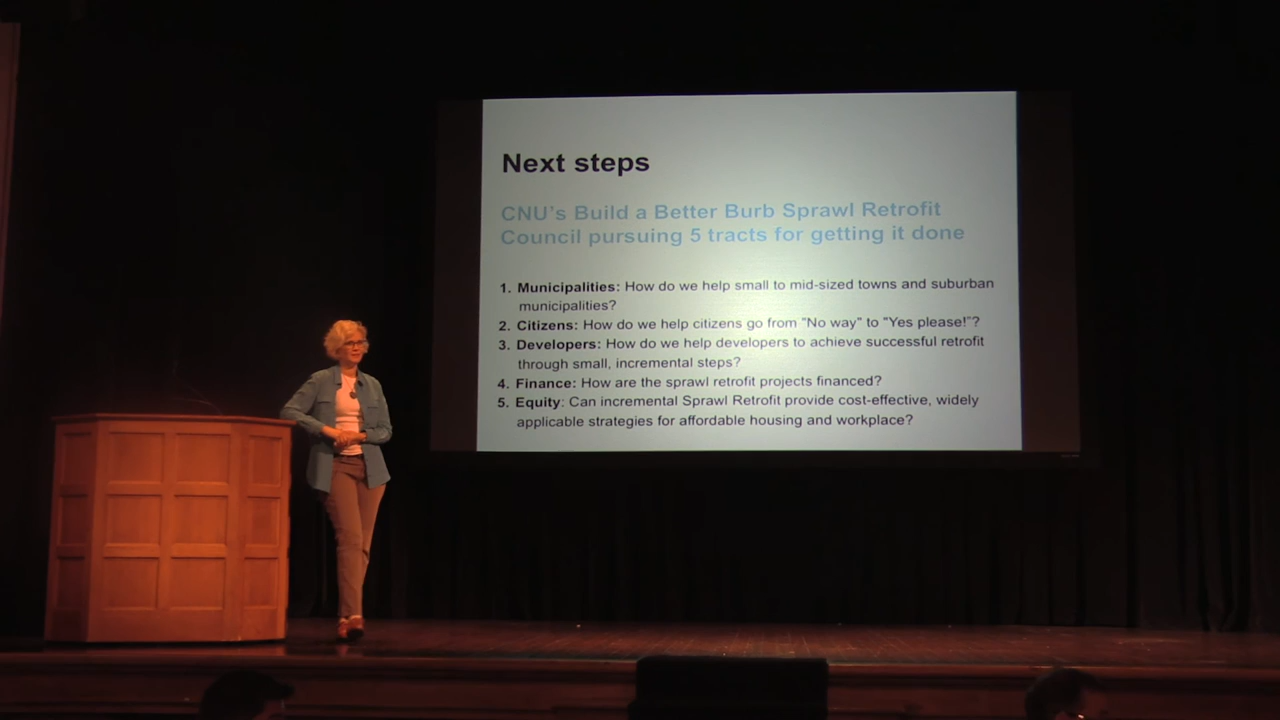 Next steps
CNU's Build a Better Burb Sprawl Retrofit
Council pursuing 5 tracts for getting it done
1. Municipalities: How do we help small to mid-sized towns and suburban
municipalities?
2. Citizens: How do we help citizens go from "No way" to "Yes please!"?
3. Developers: How do we help developers to achieve successful retrofit
through small, incremental steps?
4. Finance: How are the sprawl retrofit projects financed?
5. Equity: Can incremental Sprawl Retrofit provide cost-effective, widely
applicable strategies for affordable housing and workplace?